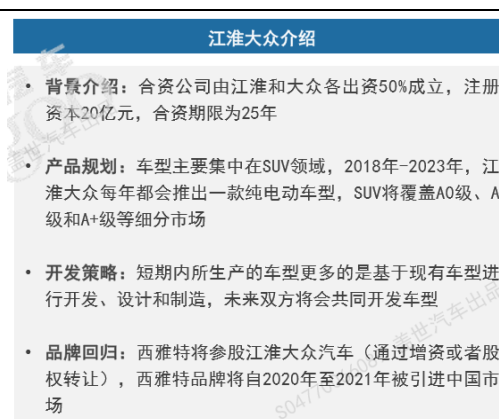 江淮大众介绍
• 背景介绍：合资公司由江淮和大众各出资50%成立，注册
资本20亿元，合资期限为25年
• 产品规划：车型主要集中在SUV领域，2018年-2023年，江
淮大众每年都会推出一款纯电动车型，SUV将覆盖A0级、A
级和A+级等细分市场
• 开发策略：短期内所生产的车型更多的是基于现有车型进
行开发、设计和制造，未来双方将会共同开发车型
• 品牌回归：西雅特将参股江淮大众汽车（通过增资或者股
权转让），西雅特品牌将自2020年至2021年被引进中国市
场
盖世汽车出品